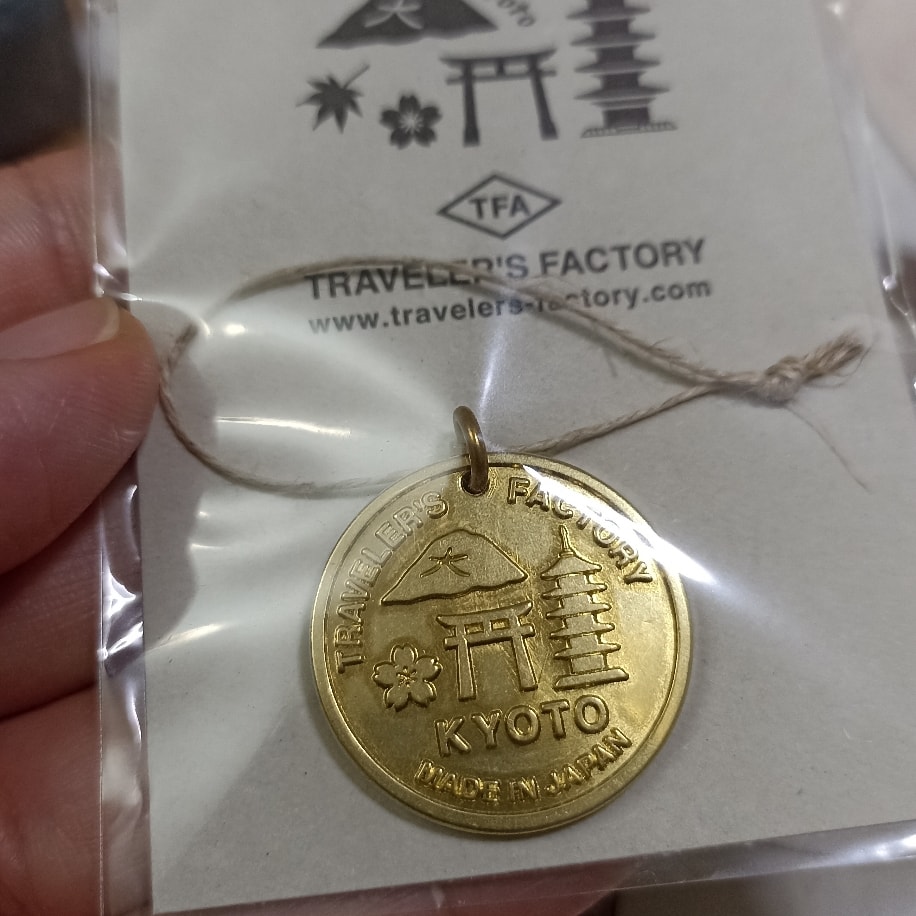 大
TFA
TRAVELER'S FACTORY
www.travelers-factory.com
TRAVELER'S FACTORY
大
KYOTO
MADE IN JAPAN